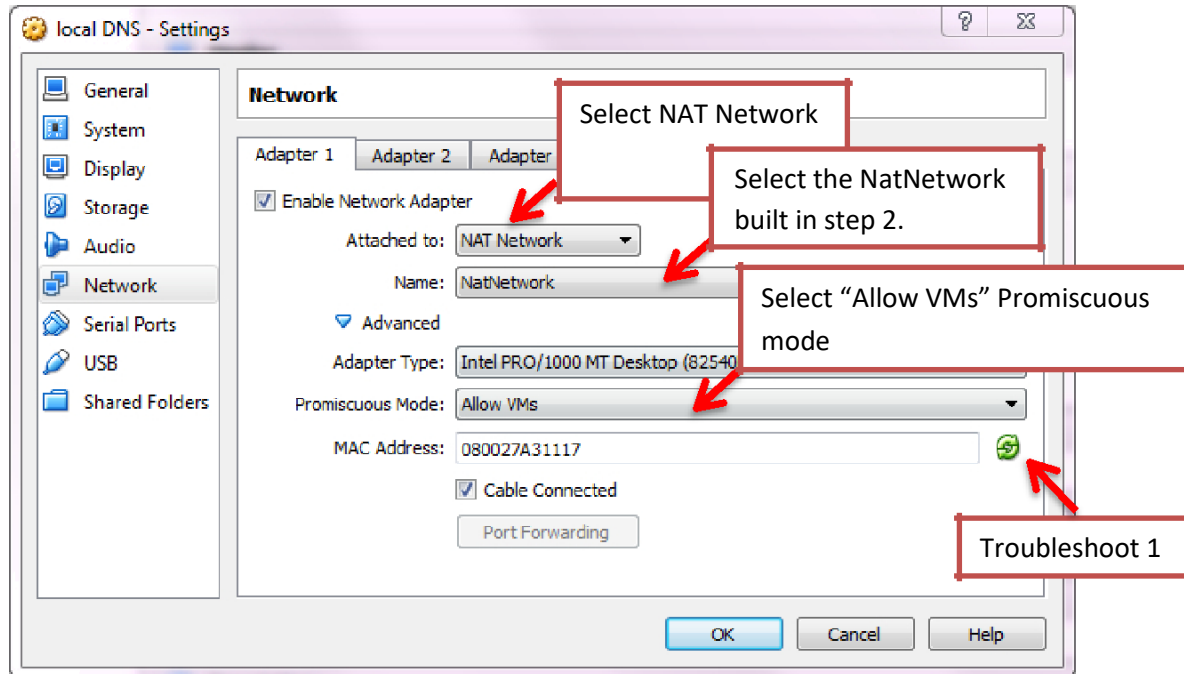 local DNS - Settings
General
System
Display
Storage
Audio
Network
Serial Ports
USB
Shared Folders
Network
Select NAT Network
Adapter 1
Adapter 2
Adapter
Select the NatNetwork
built in step 2.
Enable Network Adapter
Attached to: NAT Network
Name: NatNetwork
Select “Allow VMs” Promiscuous
mode
Advanced
Adapter Type: Intel PRO/1000 MT Desktop (82540
Promiscuous Mode: Allow VMs
MAC Address: 080027A31117
Cable Connected
Port Forwarding
Troubleshoot 1
OK
Cancel
Help